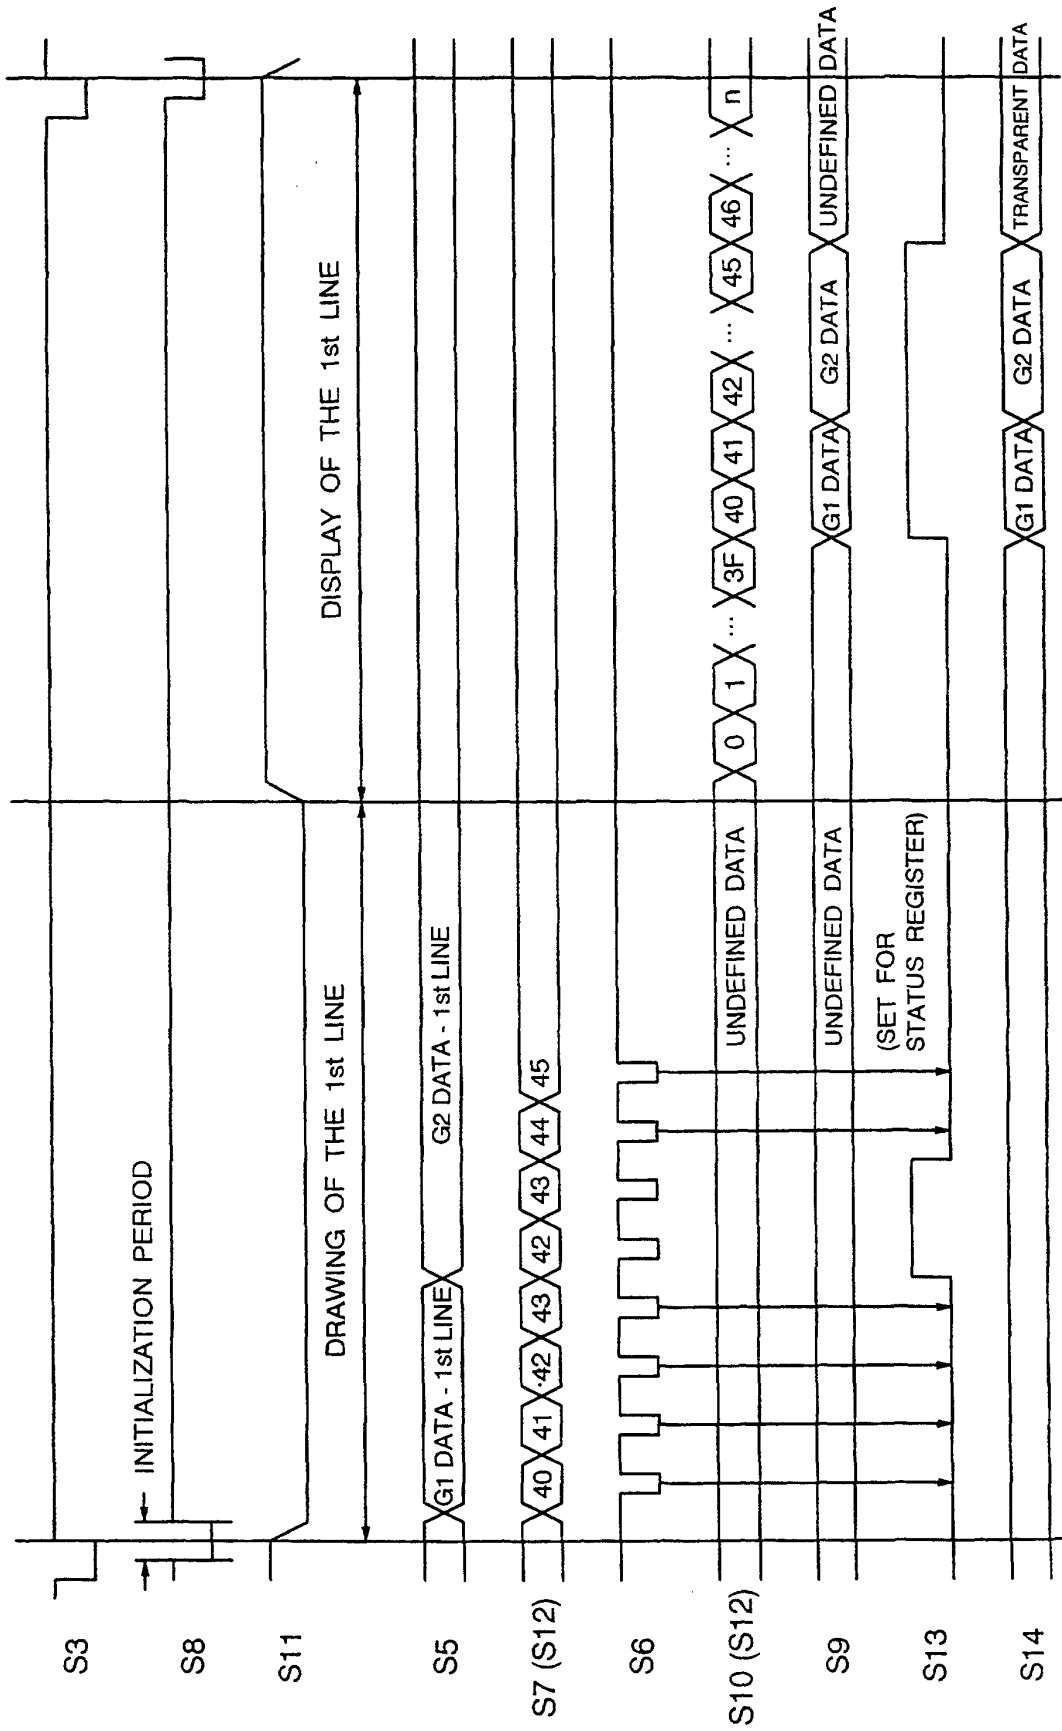 INITIALIZATION PERIOD
DRAWING OF THE 1st LINE
DISPLAY OF THE 1st LINE
S3
S8
S11
S5 G1 DATA - 1st LINE G2 DATA - 1st LINE
S7 (S12) 40 41 42 43 42 43 44 45
S6
S10 (S12) UNDEFINED DATA 0 1 ... 3F 40 41 42 ... 45 46 ... n
S9 UNDEFINED DATA G1 DATA G2 DATA UNDEFINED DATA
(SET FOR
STATUS REGISTER)
S13
S14 G1 DATA G2 DATA TRANSPARENT DATA